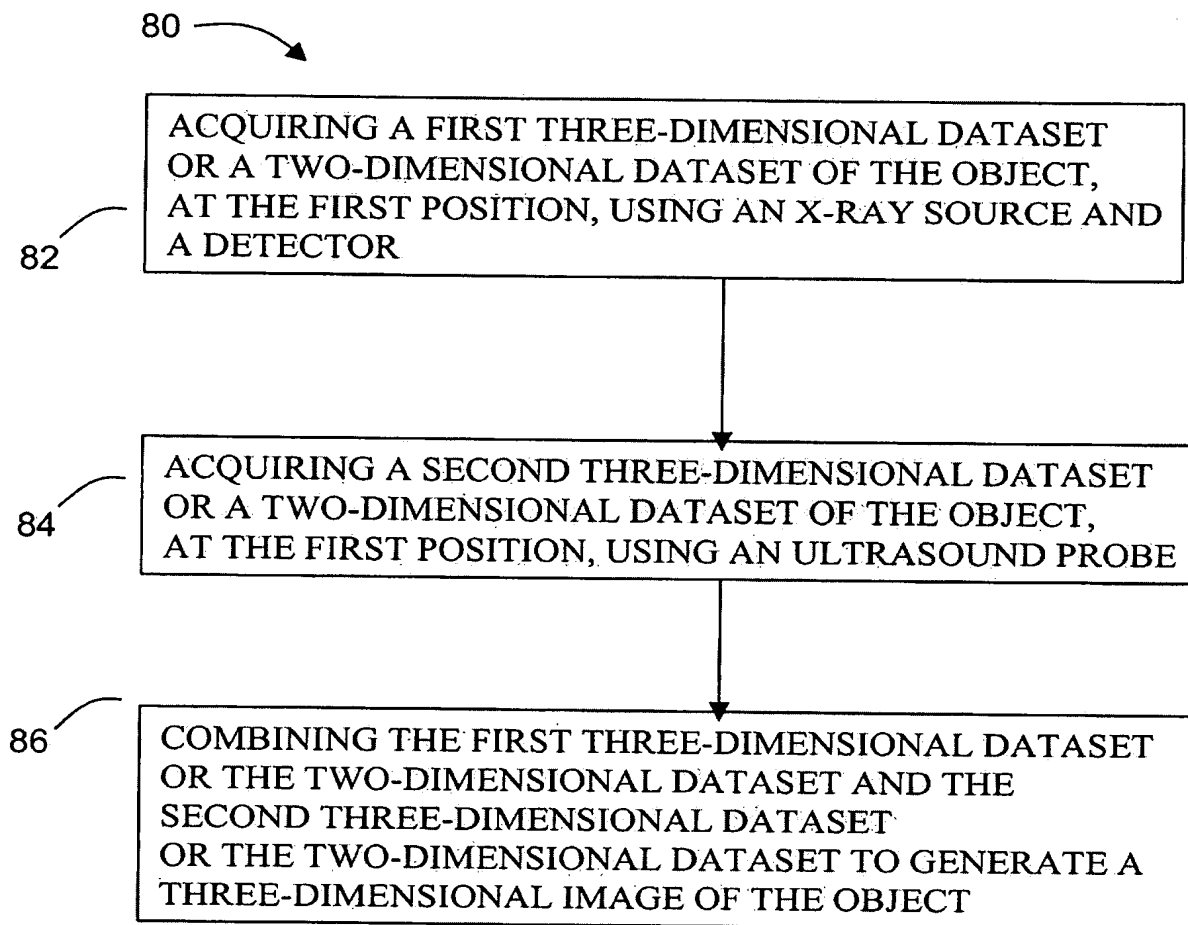 80
ACQUIRING A FIRST THREE-DIMENSIONAL DATASET
OR A TWO-DIMENSIONAL DATASET OF THE OBJECT,
AT THE FIRST POSITION, USING AN X-RAY SOURCE AND
A DETECTOR
82
ACQUIRING A SECOND THREE-DIMENSIONAL DATASET
OR A TWO-DIMENSIONAL DATASET OF THE OBJECT,
AT THE FIRST POSITION, USING AN ULTRASOUND PROBE
84
COMBINING THE FIRST THREE-DIMENSIONAL DATASET
OR THE TWO-DIMENSIONAL DATASET AND THE
SECOND THREE-DIMENSIONAL DATASET
OR THE TWO-DIMENSIONAL DATASET TO GENERATE A
THREE-DIMENSIONAL IMAGE OF THE OBJECT
86